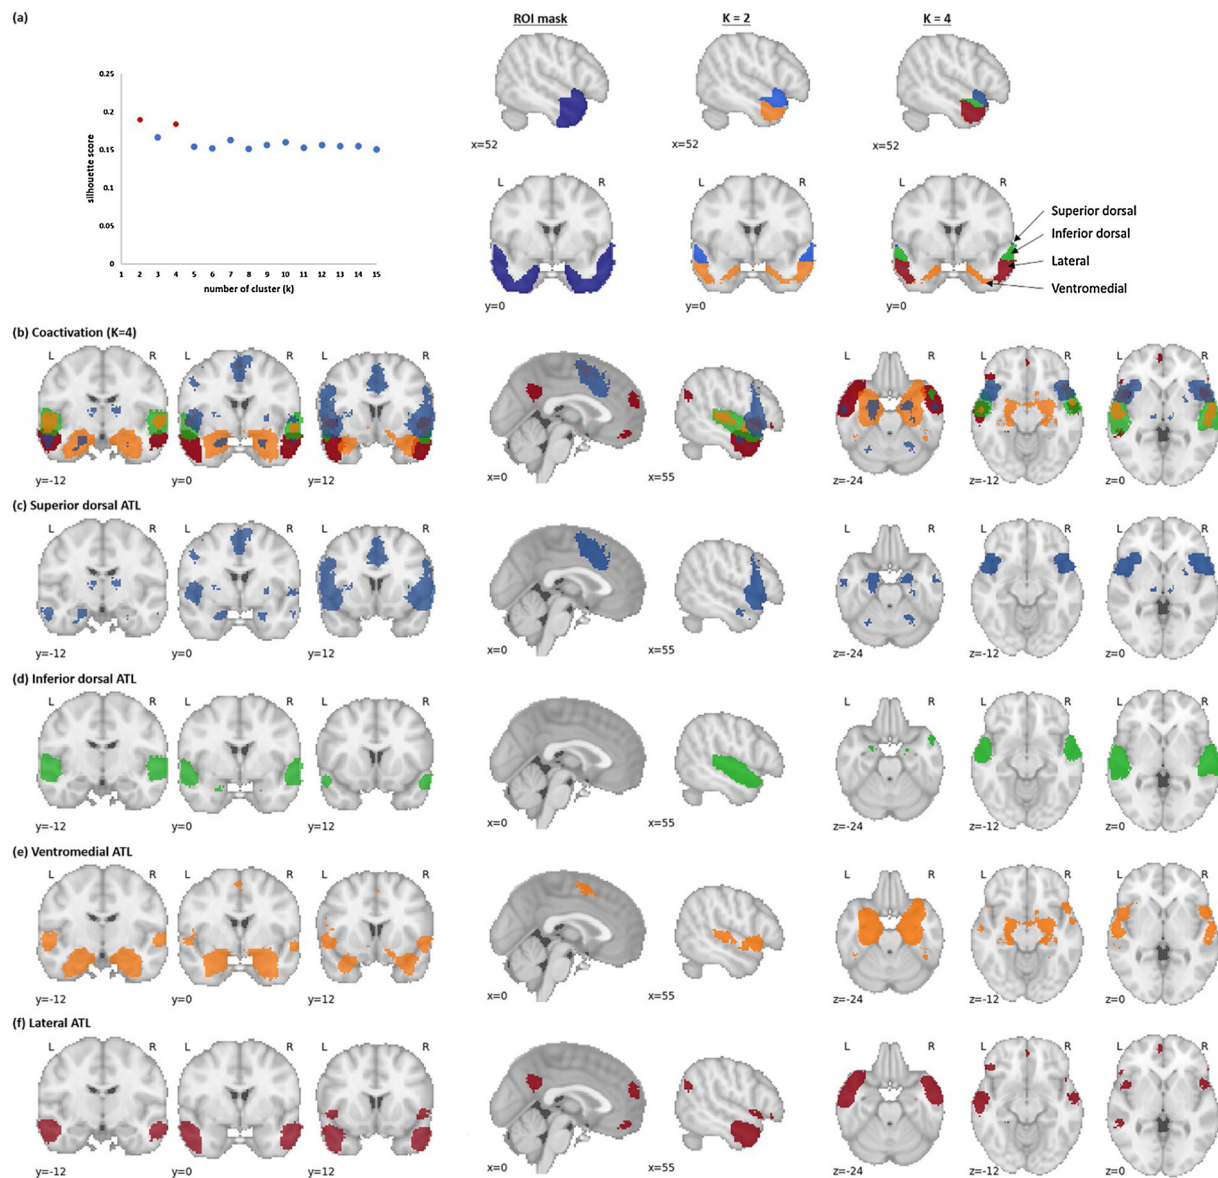 (a)
ROI mask K = 2 K = 4
0.25
0.2
0.15
0.1
0.05
0
silhouette score
1 2 3 4 5 6 7 8 9 10 11 12 13 14 15
number of cluster (k)
x=52 x=52 x=52
L R L R L R
Superior dorsal
Inferior dorsal
Lateral
Ventromedial
y=0 y=0 y=0
(b) Coactivation (K=4)
L R L R L R L R L R L R
y=-12 y=0 y=12 x=0 x=55 z=-24 z=-12 z=0
(c) Superior dorsal ATL
L R L R L R L R L R L R
y=-12 y=0 y=12 x=0 x=55 z=-24 z=-12 z=0
(d) Inferior dorsal ATL
L R L R L R L R L R L R
y=-12 y=0 y=12 x=0 x=55 z=-24 z=-12 z=0
(e) Ventromedial ATL
L R L R L R L R L R L R
y=-12 y=0 y=12 x=0 x=55 z=-24 z=-12 z=0
(f) Lateral ATL
L R L R L R L R L R L R
y=-12 y=0 y=12 x=0 x=55 z=-24 z=-12 z=0